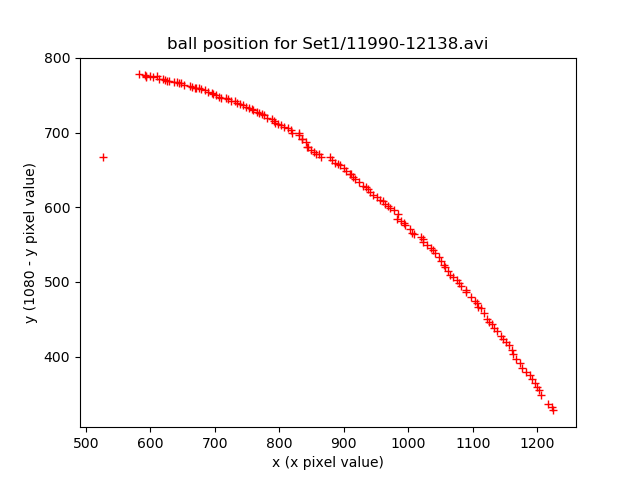 ball position for Set1/11990-12138.avi
800
700
600
500
400
y (1080 - y pixel value)
500 600 700 800 900 1000 1100 1200
x (x pixel value)